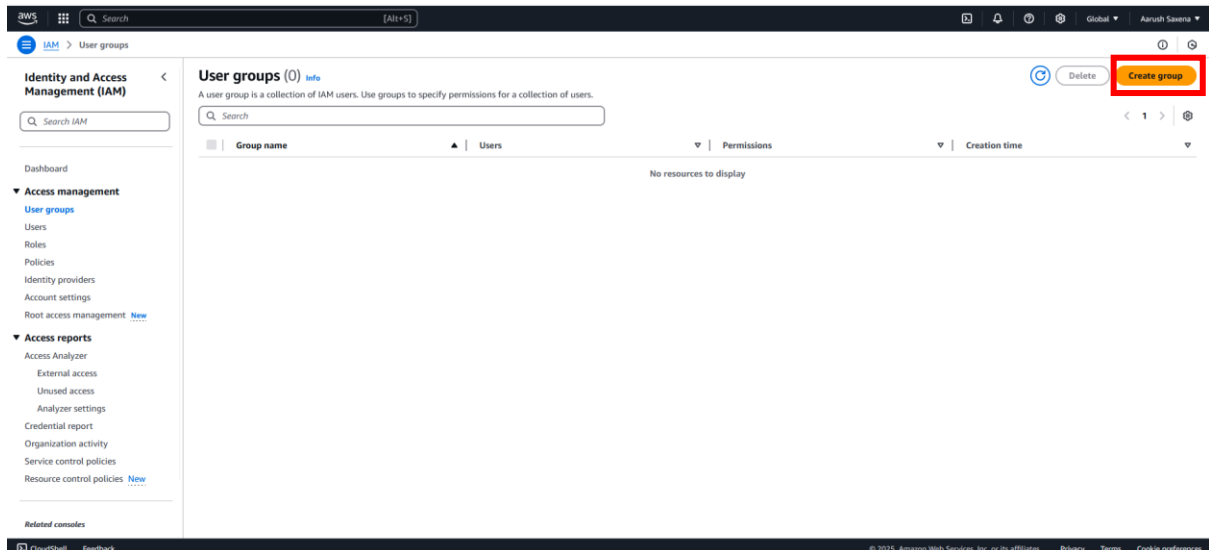 aws Search [Alt+S] Global Aarush Saxena
IAM > User groups
Identity and Access
Management (IAM)
Search IAM
Dashboard
Access management
User groups
Users
Roles
Policies
Identity providers
Account settings
Root access management New
Access reports
Access Analyzer
External access
Unused access
Analyzer settings
Credential report
Organization activity
Service control policies
Resource control policies New
Related consoles
User groups (0) Info
Delete
Create group
A user group is a collection of IAM users. Use groups to specify permissions for a collection of users.
Search
1
Group name Users Permissions Creation time
No resources to display
CloudShell Feedback © 2025, Amazon Web Services, Inc. or its affiliates. Privacy Terms Cookie preferences